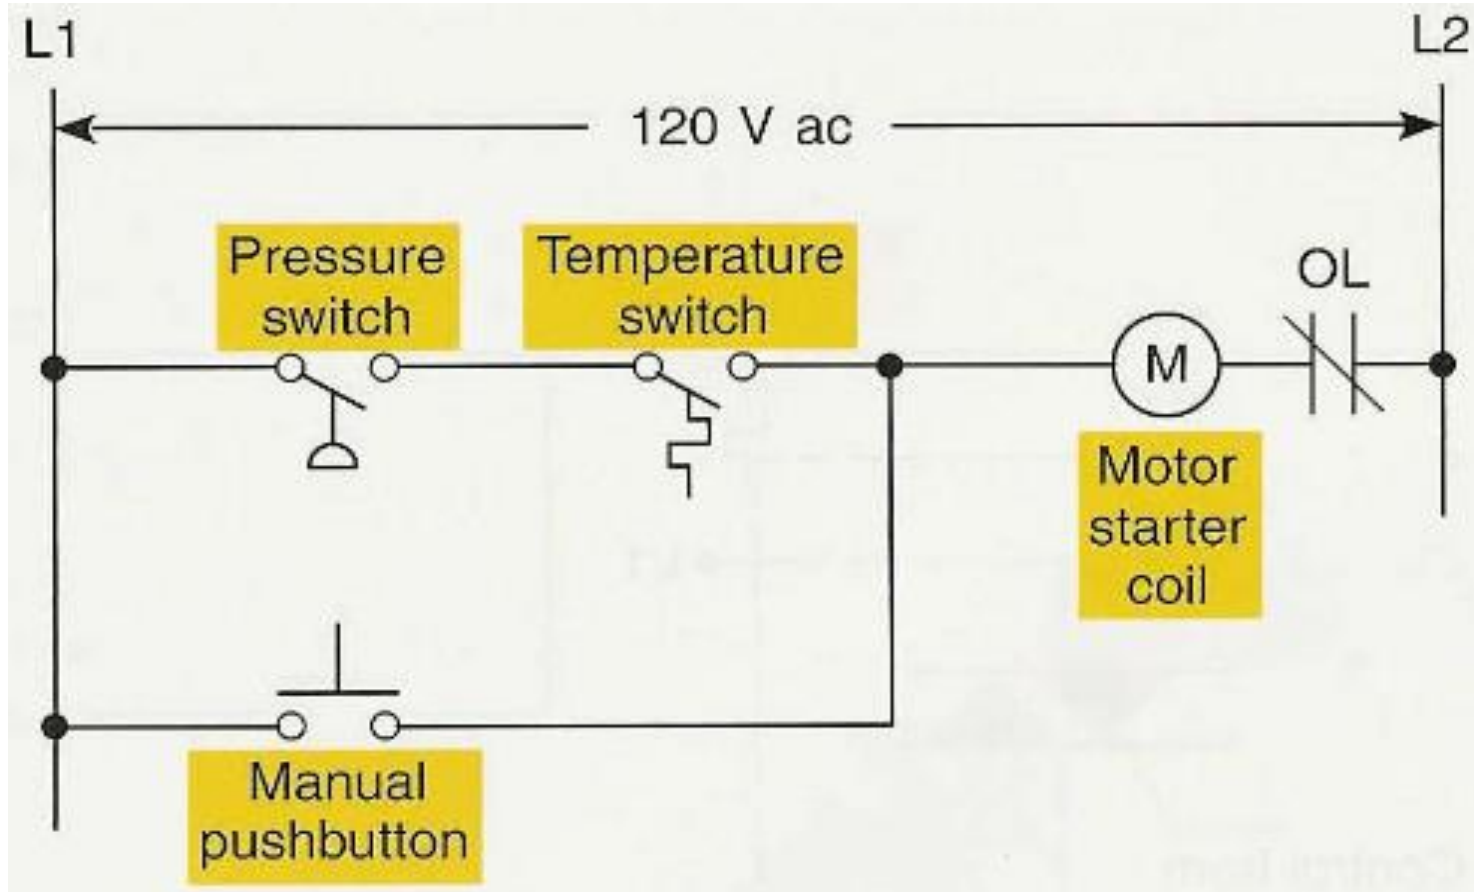 L1
L2
120 V ac
Pressure
switch
Temperature
switch
OL
M
Motor
starter
coil
Manual
pushbutton